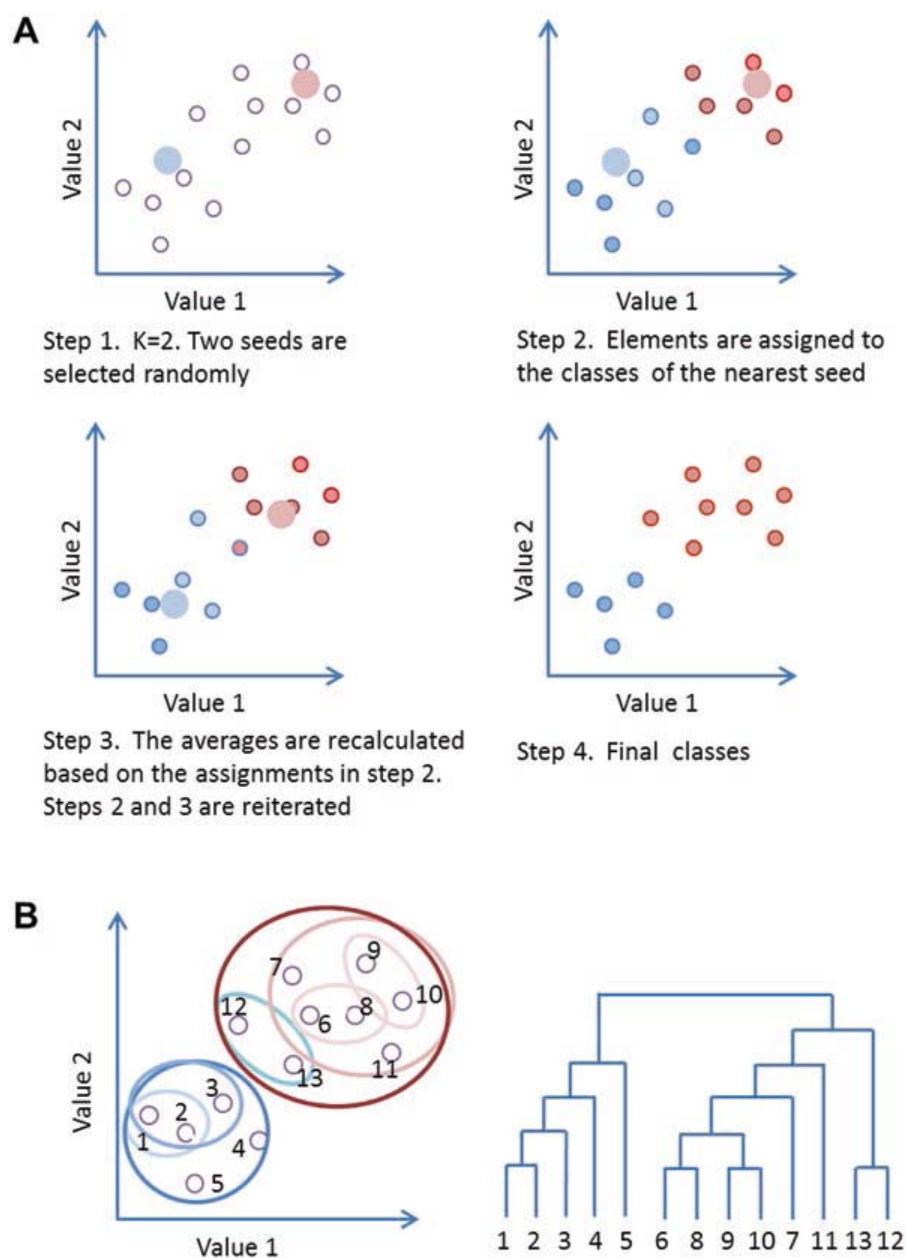 A
Value 2
Value 1
Step 1. K=2. Two seeds are
selected randomly
Value 2
Value 1
Step 2. Elements are assigned to
the classes of the nearest seed
Value 2
Value 1
Step 3. The averages are recalculated
based on the assignments in step 2.
Steps 2 and 3 are reiterated
Value 2
Value 1
Step 4. Final classes
B
Value 2
9
7
10
12
6
8
13
11
3
2
1
4
5
Value 1
1 2 3 4 5 6 8 9 10 7 11 13 12